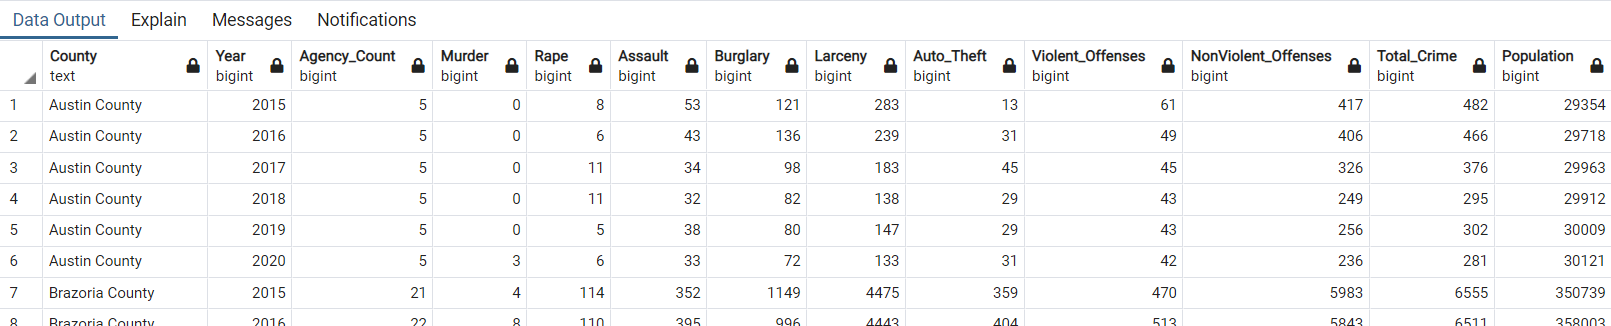 Data Output Explain Messages Notifications
County Year Agency_Count Murder Rape Assault Burglary Larceny Auto_Theft Violent_Offenses NonViolent_Offenses Total_Crime Population
text bigint bigint bigint bigint bigint bigint bigint bigint bigint bigint bigint bigint
1 Austin County 2015 5 0 8 53 121 283 13 61 417 482 29354
2 Austin County 2016 5 0 6 43 136 239 31 49 406 466 29718
3 Austin County 2017 5 0 11 34 98 183 45 45 326 376 29963
4 Austin County 2018 5 0 11 32 82 138 29 43 249 295 29912
5 Austin County 2019 5 0 5 38 80 147 29 43 256 302 30009
6 Austin County 2020 5 3 6 33 72 133 31 42 236 281 30121
7 Brazoria County 2015 21 4 114 352 1149 4475 359 470 5983 6555 350739
8 Brazoria County 2016 22 8 110 395 996 4443 404 513 5843 6511 358003